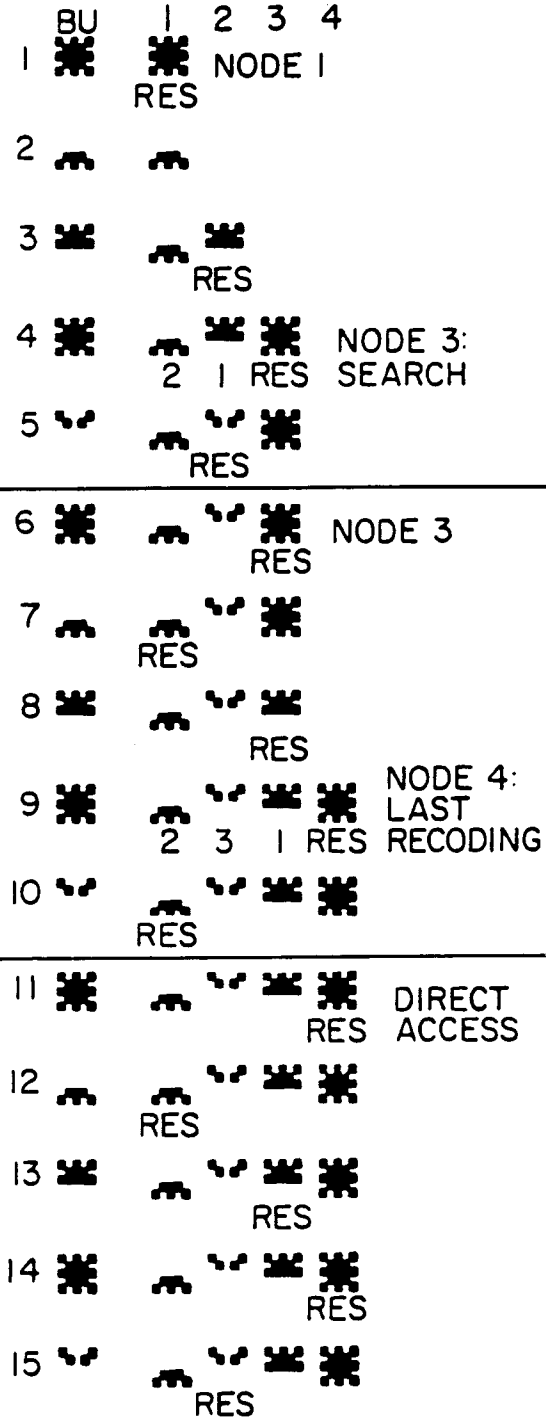 BU 1 2 3 4
1 NODE 1
RES
2
3
RES
4 NODE 3:
2 1 RES SEARCH
5
RES
6 NODE 3
RES
7
RES
8
RES
NODE 4:
9 LAST
2 3 1 RES RECODING
10
RES
11 DIRECT
RES ACCESS
12
RES
13
RES
14
RES
15
RES